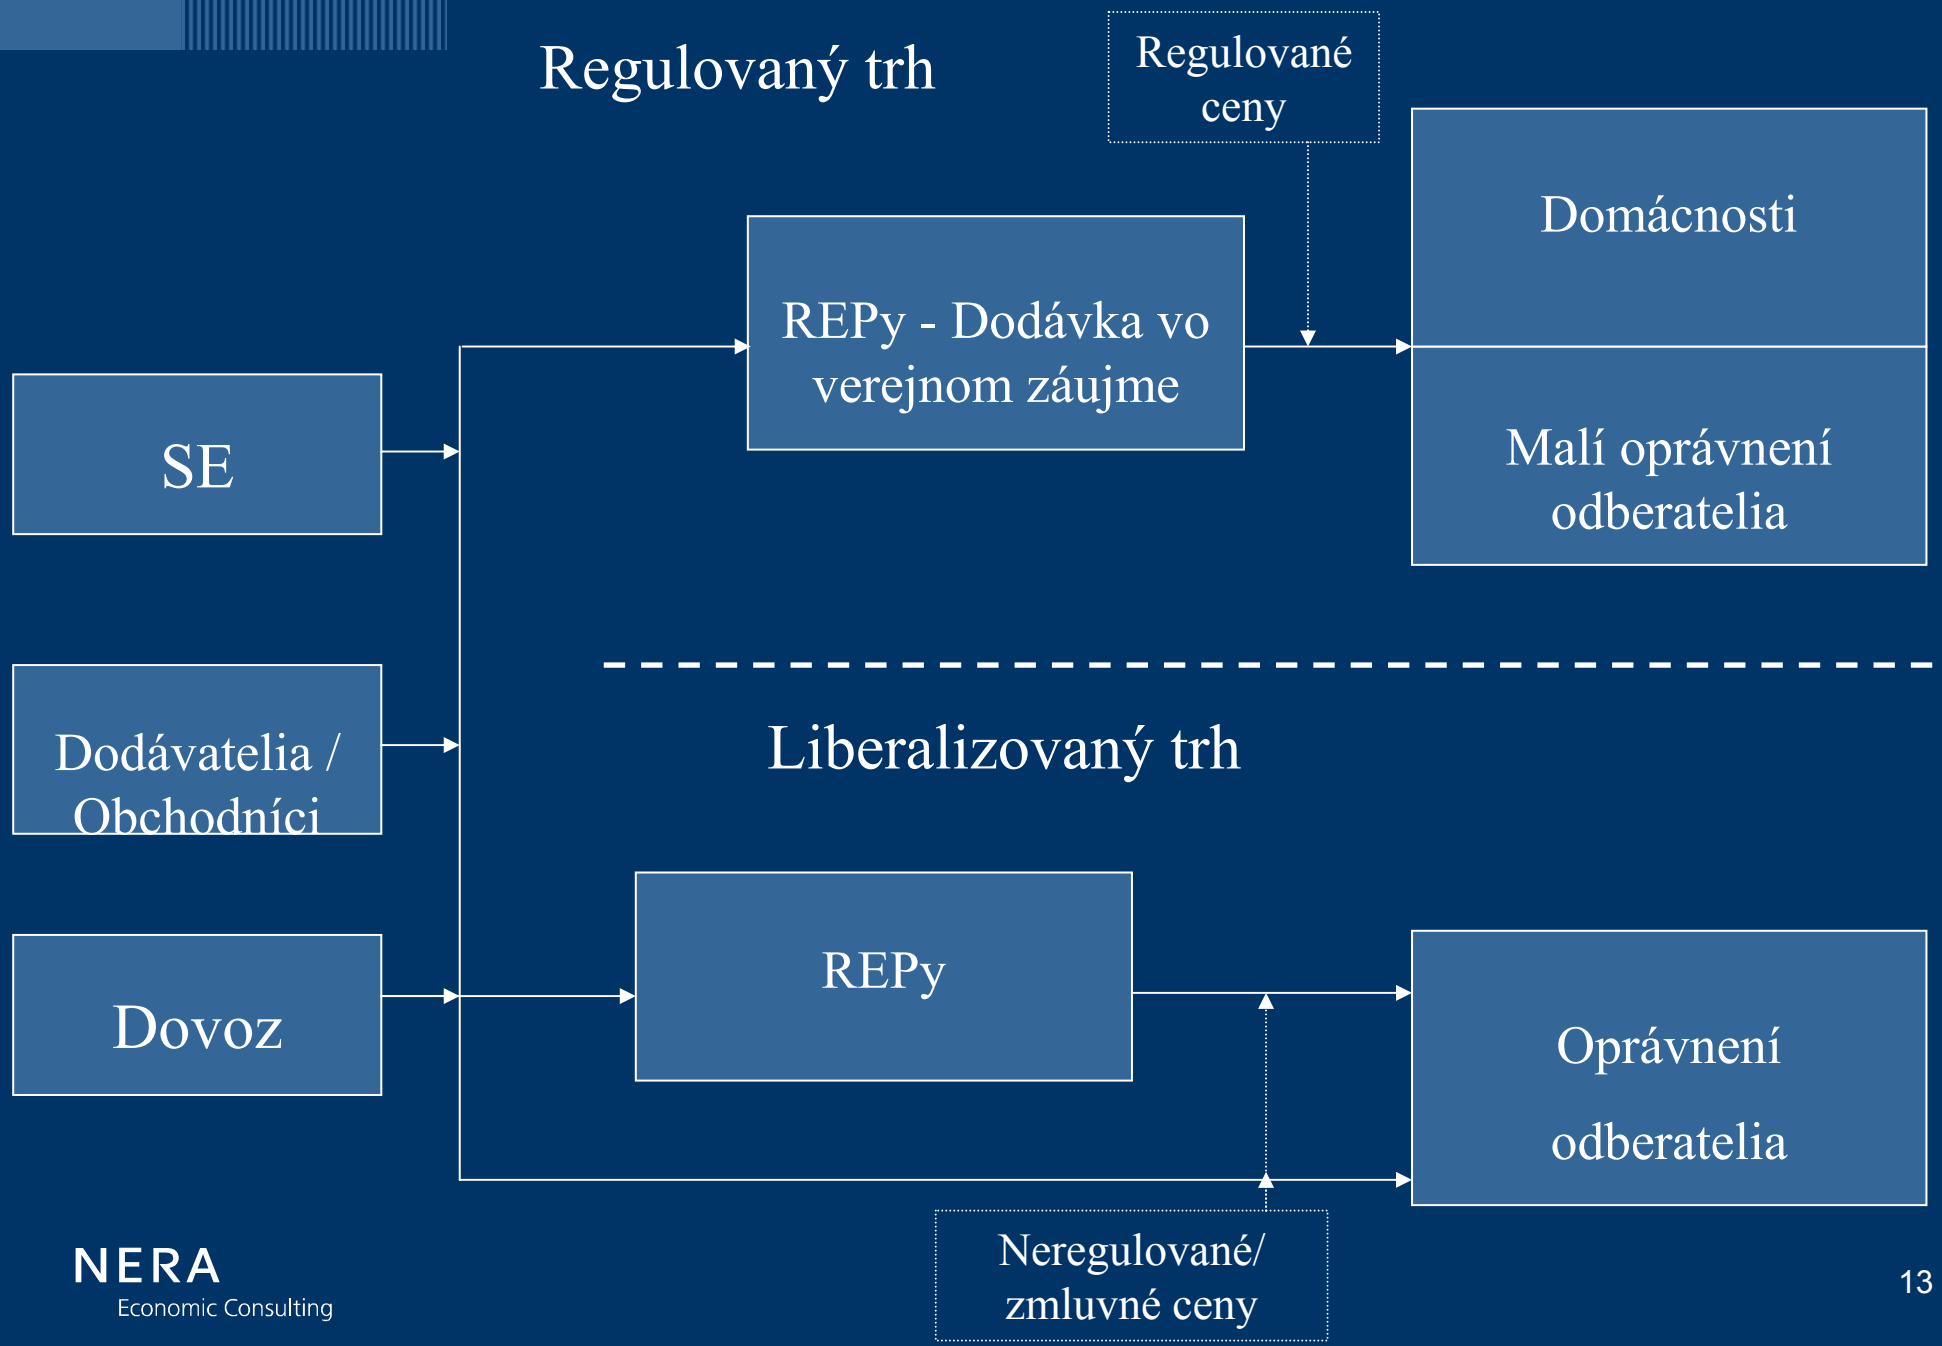 Regulovaný trh
Regulované
ceny
Domácnosti
REPy - Dodávka vo
verejnom záujme
Malí oprávnení
odberatelia
SE
Dodávatelia /
Obchodníci
Liberalizovaný trh
REPy
Dovoz
Oprávnení
odberatelia
Neregulované/
zmluvné ceny
NERA
Economic Consulting
13